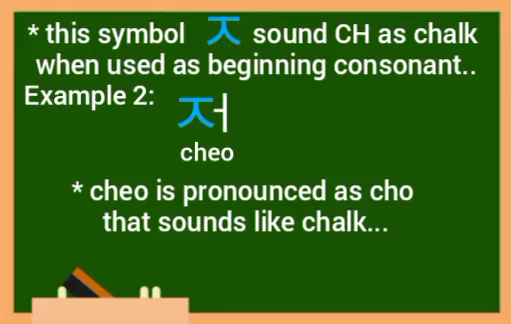 * this symbol ㅈ sound CH as chalk
when used as beginning consonant..
Example 2:
저
cheo
* cheo is pronounced as cho
that sounds like chalk...